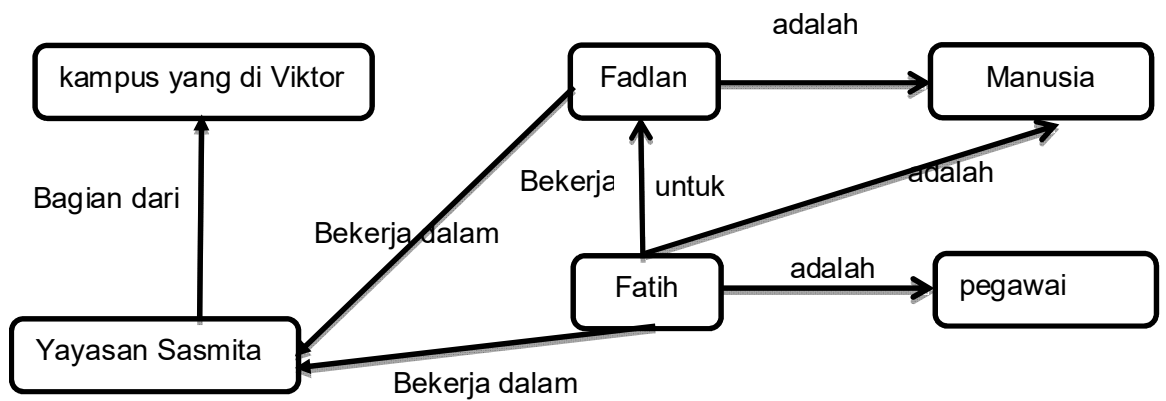 adalah
kampus yang di Viktor
Fadlan
Manusia
Bekerja untuk
adalah
Bagian dari
Bekerja dalam
Fatih
adalah
pegawai
Yayasan Sasmita
Bekerja dalam